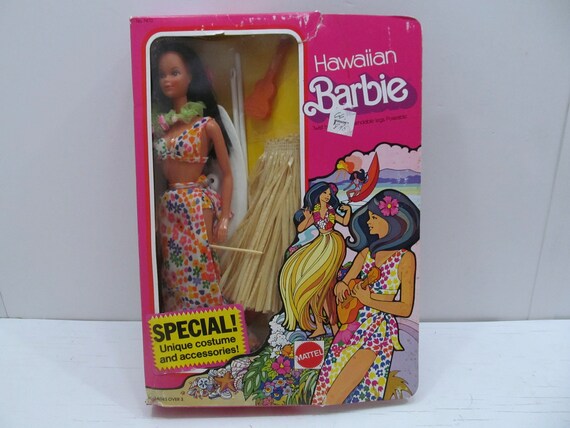 Hawaiian
Barbie
SPECIAL!
Unique costume
and accessories!
MATTEL